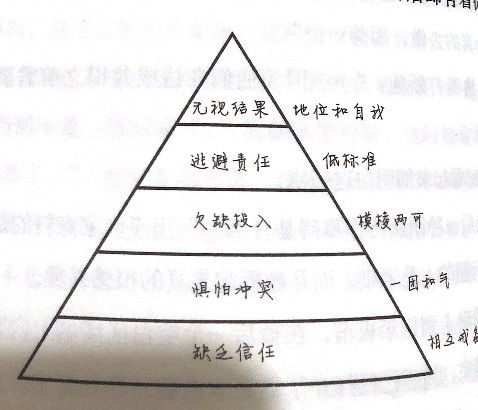 无视结果 地位和自我
逃避责任 低标准
欠缺投入 模棱两可
惧怕冲突 一团和气
缺乏信任 相互戒备